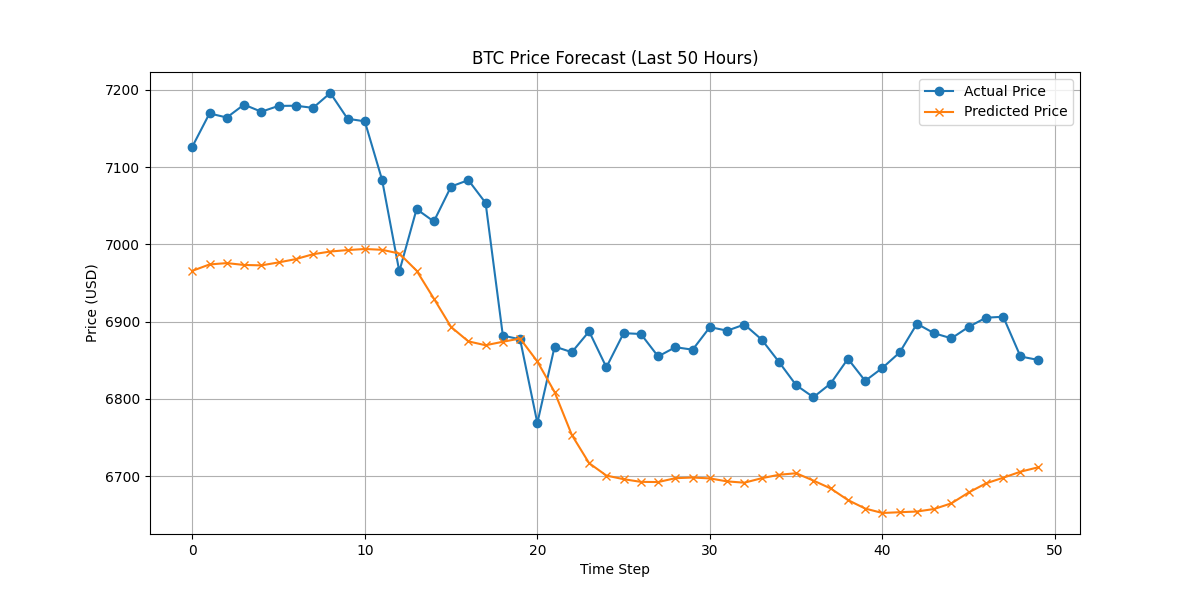 BTC Price Forecast (Last 50 Hours)
Actual Price
Predicted Price
7200
7100
7000
6900
6800
6700
Price (USD)
0 10 20 30 40 50
Time Step